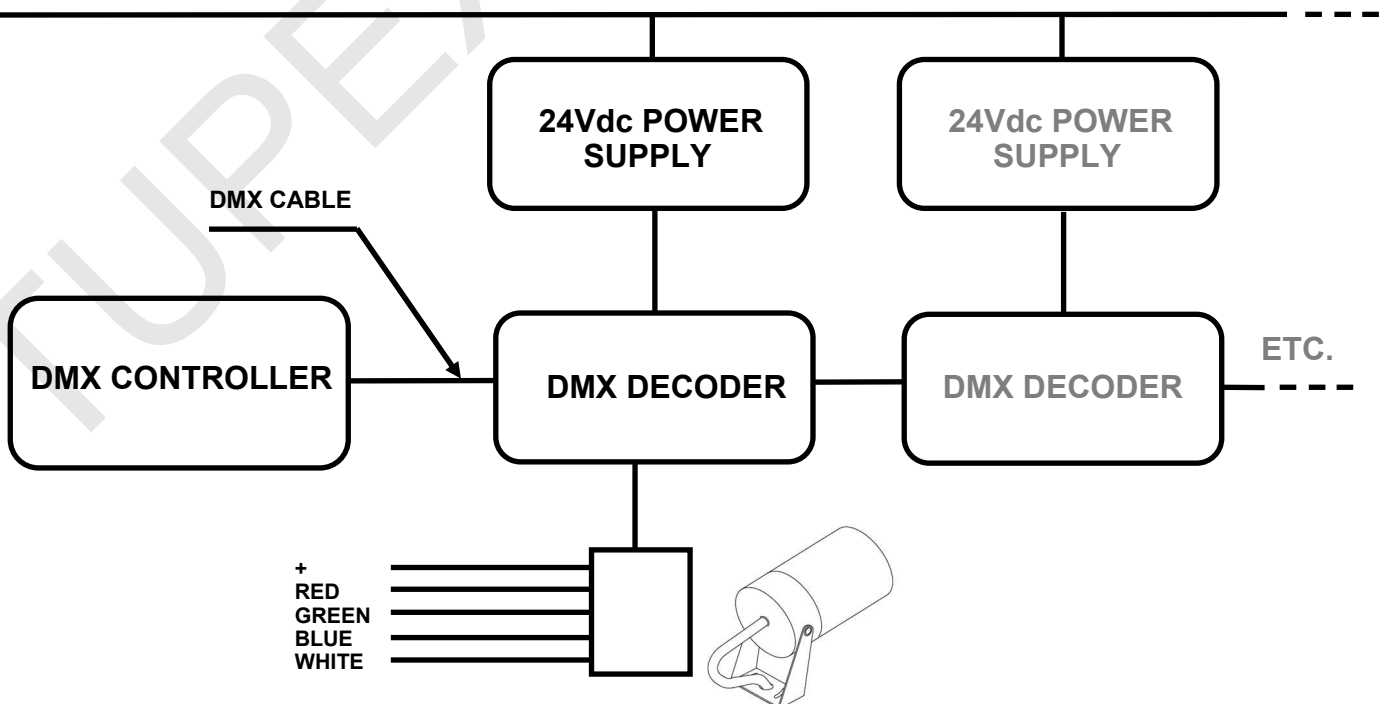 24Vdc POWER
SUPPLY
24Vdc POWER
SUPPLY
DMX CABLE
DMX CONTROLLER
DMX DECODER
DMX DECODER
ETC.
+
RED
GREEN
BLUE
WHITE